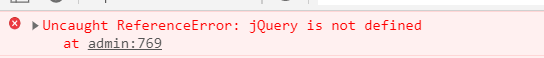 Uncaught ReferenceError: jQuery is not defined
at admin:769